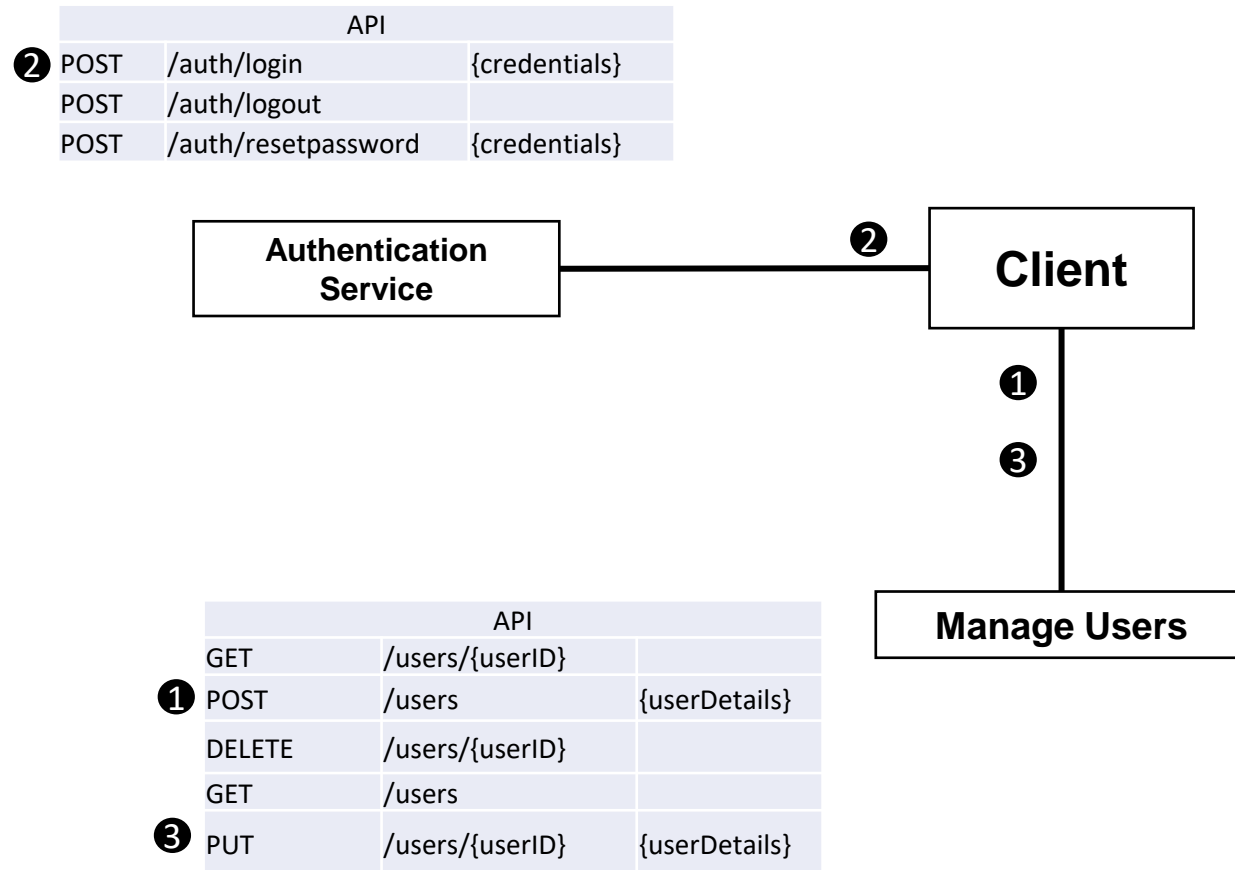 API
❷ POST /auth/login {credentials}
POST /auth/logout
POST /auth/resetpassword {credentials}
Authentication
Service
❷
Client
❶
❸
Manage Users
API
GET /users/{userID}
❶ POST /users {userDetails}
DELETE /users/{userID}
GET /users
❸ PUT /users/{userID} {userDetails}